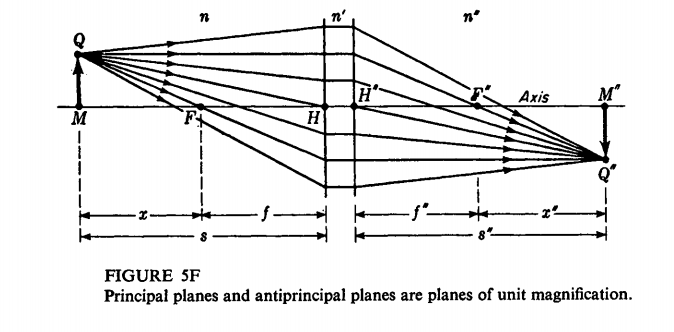 n n′ n″
Q
M F H H″ F″ Axis M″
Q″
x f f″ x″
s s″
FIGURE 5F
Principal planes and antiprincipal planes are planes of unit magnification.